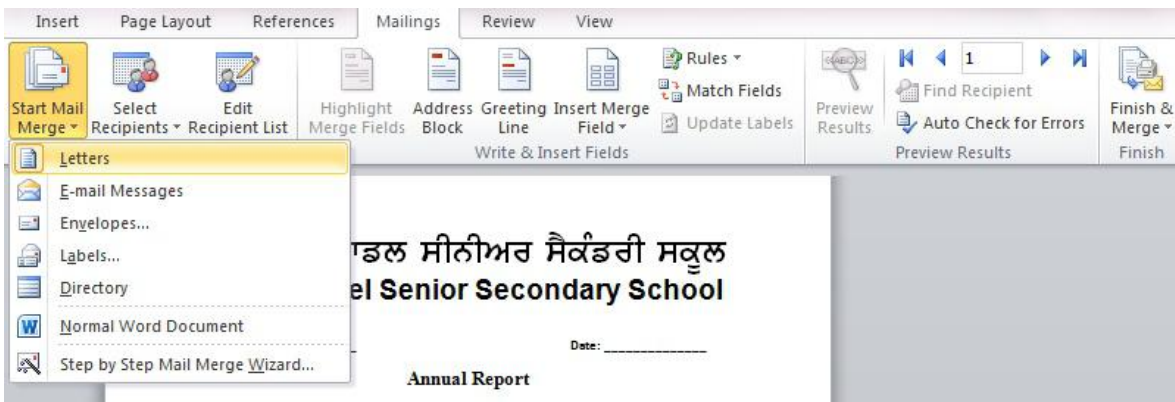 Insert Page Layout References Mailings Review View
Start Mail Merge
Select Recipients
Edit Recipient List
Highlight Merge Fields
Address Block
Greeting Line
Insert Merge Field
Rules
Match Fields
Update Labels
Write & Insert Fields
Preview Results
1
Find Recipient
Auto Check for Errors
Preview Results
Finish & Merge
Finish
Letters
E-mail Messages
Envelopes...
Labels...
Directory
Normal Word Document
Step by Step Mail Merge Wizard...
ਸੀਨੀਅਰ ਸੈਕੰਡਰੀ ਸਕੂਲ
el Senior Secondary School
Date: ______________
Annual Report